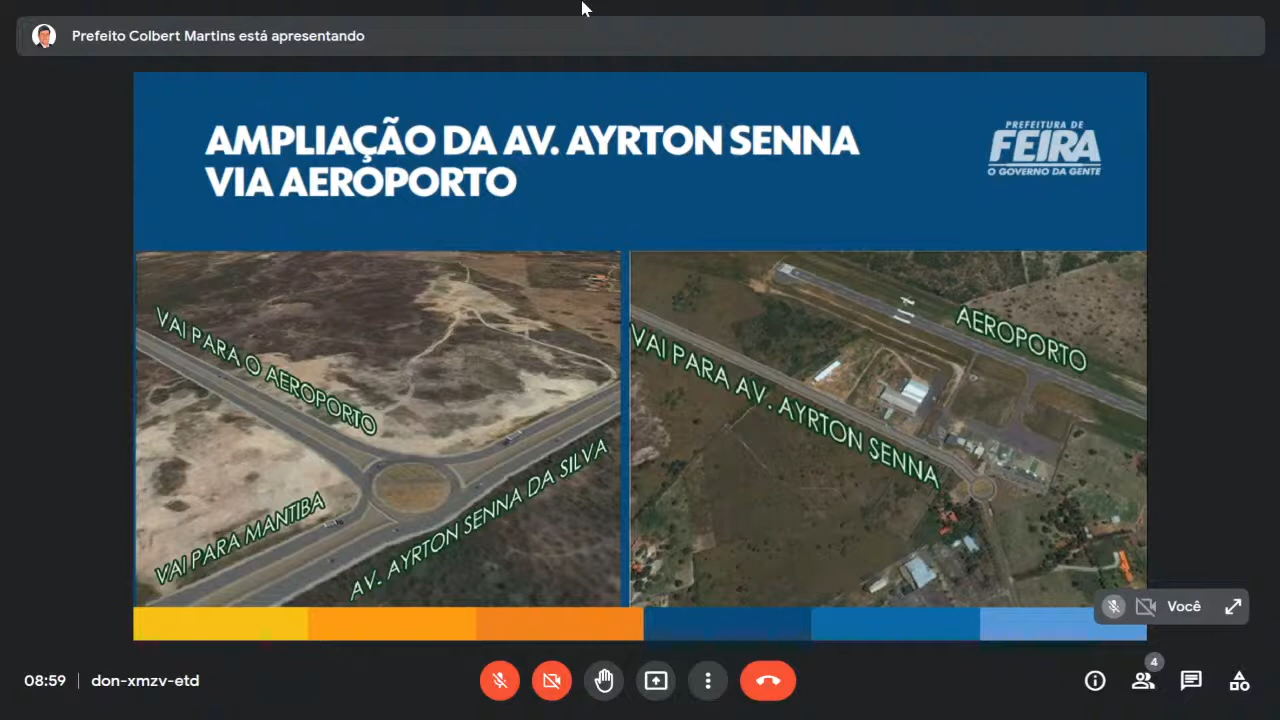 Prefeito Colbert Martins está apresentando
AMPLIAÇÃO DA AV. AYRTON SENNA
VIA AEROPORTO
PREFEITURA DE
FEIRA
O GOVERNO DA GENTE
VAI PARA O AEROPORTO
VAI PARA MANTIBA
AV. AYRTON SENNA DA SILVA
VAI PARA AV. AYRTON SENNA
AEROPORTO
Você
08:59 | don-xmzv-etd
4